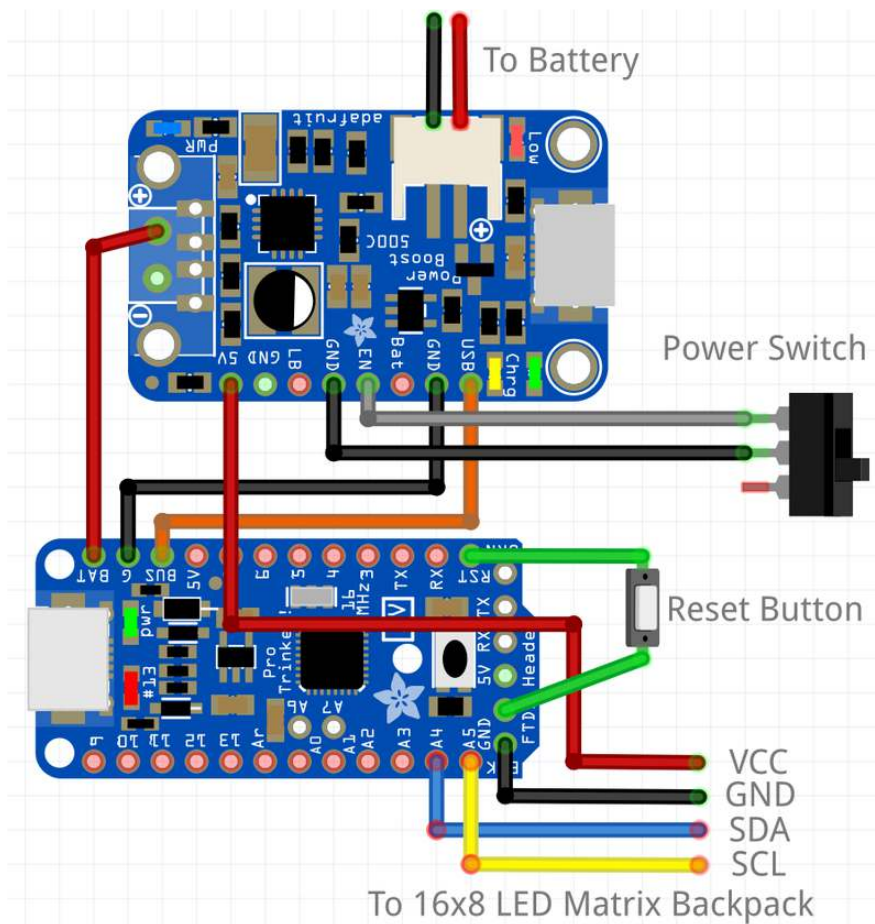 To Battery
adafruit
PWR
Low
500C
Boost
Power
5V
GND
LB
GND
EN
Bat
GND
USB
Chrg
Power Switch
BAT
G
BUS
5V
6
5
4
3
TX
RX
RST
pwr
MHz
TX
RX
5V
Header
Reset Button
#13
Pro
A6
A7
9
10
11
12
13
Ar
A0
A1
A2
A3
A4
A5
GND
FTDI
VCC
GND
SDA
SCL
To 16x8 LED Matrix Backpack